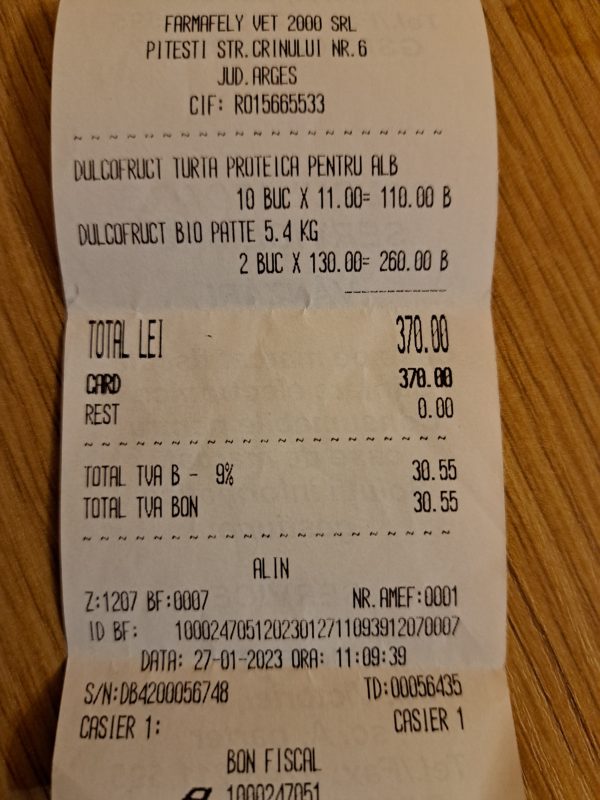 FARMAFELY VET 2000 SRL
PITESTI STR.CRINULUI NR.6
JUD.ARGES
CIF: RO15665533
DULCOFRUCT TURTA PROTEICA PENTRU ALB
10 BUC X 11.00= 110.00 B
DULCOFRUCT BIO PATTE 5.4 KG
2 BUC X 130.00= 260.00 B
TOTAL LEI 370.00
CARD 370.00
REST 0.00
TOTAL TVA B - 9% 30.55
TOTAL TVA BON 30.55
ALIN
Z:1207 BF:0007 NR.AMEF:0001
ID BF: 10002470512023012711093912070007
DATA: 27-01-2023 ORA: 11:09:39
S/N:DB4200056748 TD:00056435
CASIER 1: CASIER 1
BON FISCAL
1000247051